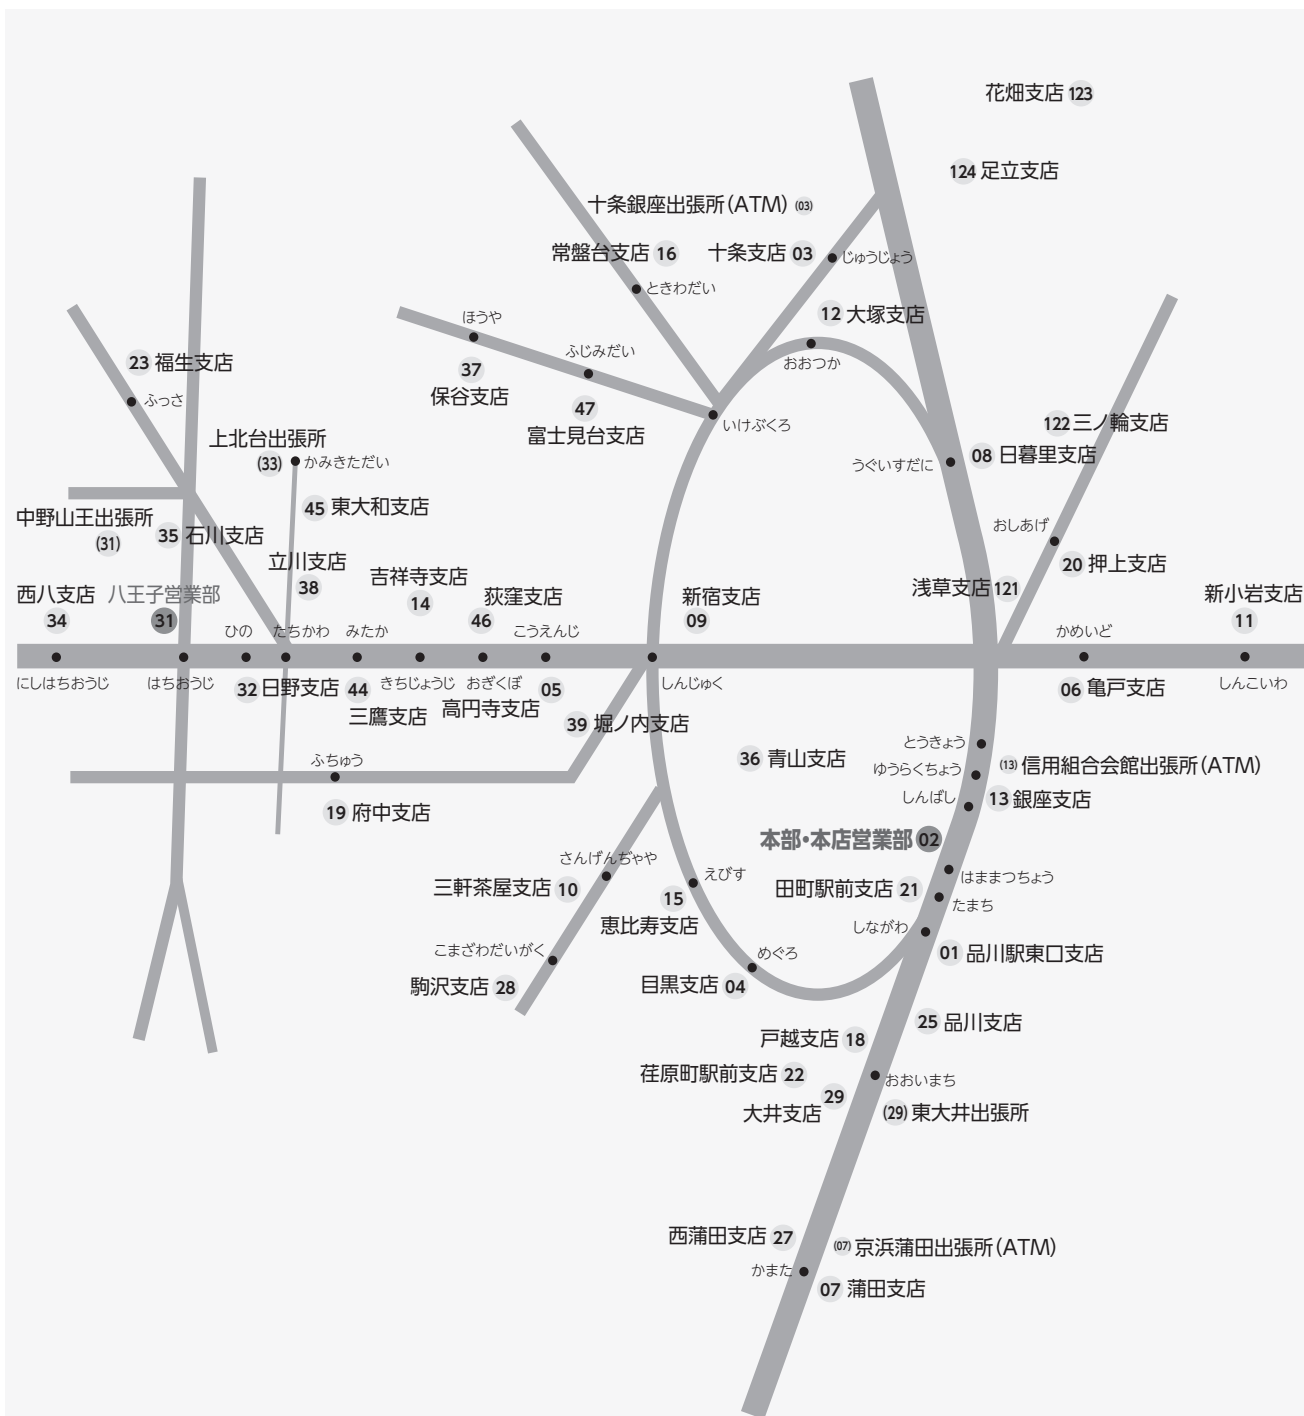 花畑支店 123
124 足立支店
十条銀座出張所(ATM) (03)
常盤台支店 16
十条支店 03
じゅうじょう
ときわだい
12 大塚支店
おおつか
ほうや
37
保谷支店
ふじみだい
47
富士見台支店
いけぶくろ
23 福生支店
ふっさ
上北台出張所
(33)
かみきただい
45 東大和支店
122 三ノ輪支店
08 日暮里支店
うぐいすだに
おしあげ
20 押上支店
浅草支店 121
中野山王出張所
(31)
35 石川支店
立川支店
38
吉祥寺支店
14
荻窪支店
46
新宿支店
09
新小岩支店
11
西八支店
34
八王子営業部
31
ひの
たちかわ
みたか
こうえんじ
かめいど
にしはちおうじ
はちおうじ
32 日野支店
44
三鷹支店
きちじょうじ
おぎくぼ
05
高円寺支店
しんじゅく
06 亀戸支店
しんこいわ
39 堀ノ内支店
ふちゅう
19 府中支店
36 青山支店
とうきょう
ゆうらくちょう
(13) 信用組合会館出張所(ATM)
しんばし
13 銀座支店
本部・本店営業部 02
はままつちょう
田町駅前支店 21
たまち
さんげんぢゃや
三軒茶屋支店 10
えびす
15
恵比寿支店
しながわ
01 品川駅東口支店
こまざわだいがく
駒沢支店 28
めぐろ
目黒支店 04
25 品川支店
戸越支店 18
荏原町駅前支店 22
おおいまち
29
大井支店
(29) 東大井出張所
西蒲田支店 27
(07) 京浜蒲田出張所(ATM)
かまた
07 蒲田支店